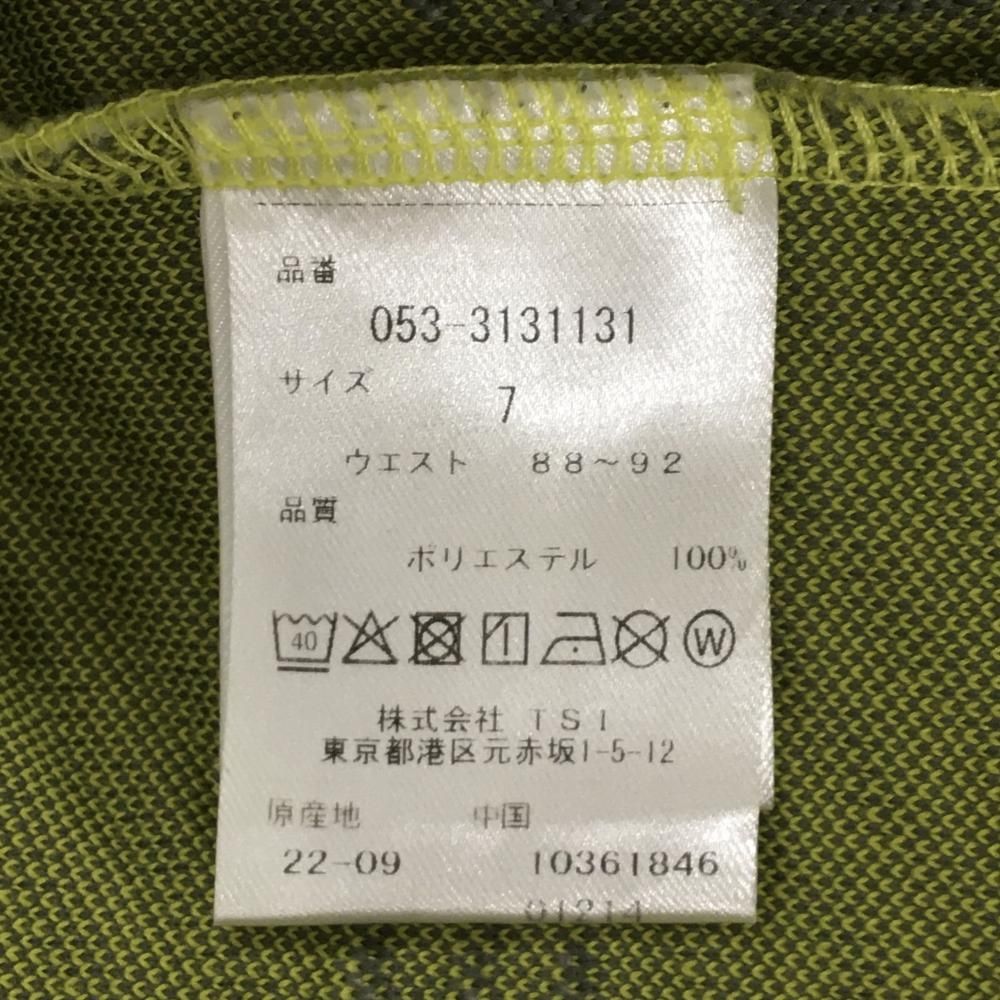 品番
053-3131131
サイズ
7
ウエスト 88～92
品質
ポリエステル 100%
40 W
株式会社 TSI
東京都港区元赤坂1-5-12
原産地 中国
22-09 10361846
01214